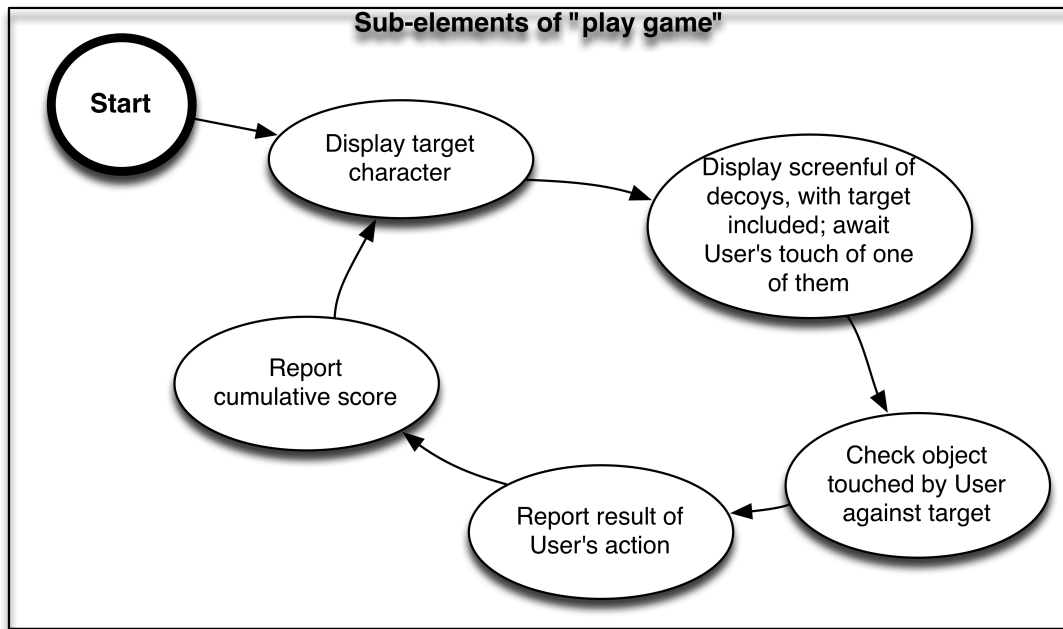 Sub-elements of "play game"
Start
Display target
character
Display screenful of
decoys, with target
included; await
User's touch of one
of them
Check object
touched by User
against target
Report result of
User's action
Report
cumulative score